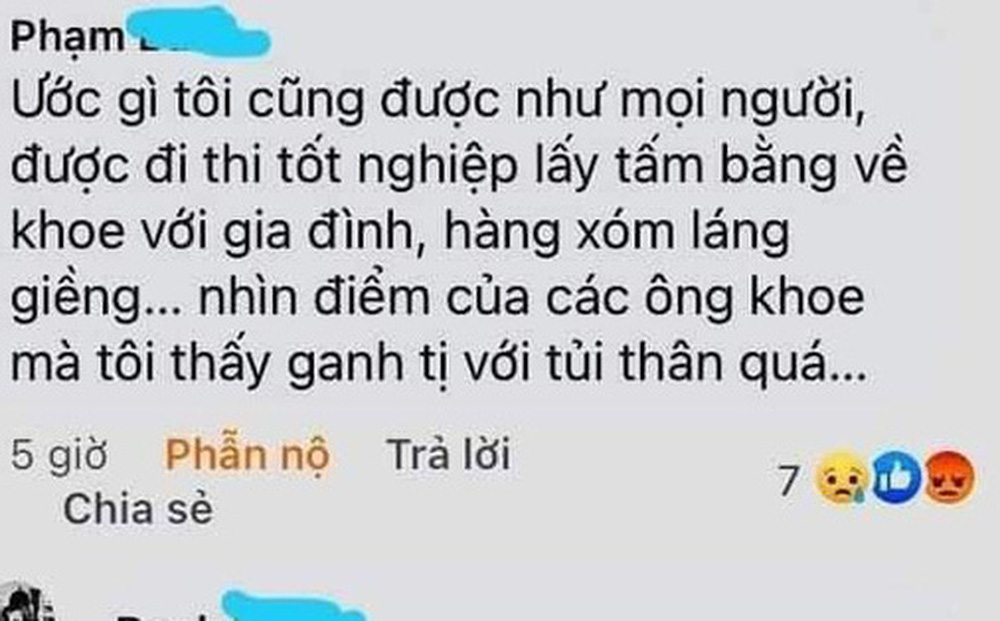 Phạm
Ước gì tôi cũng được như mọi người,
được đi thi tốt nghiệp lấy tấm bằng về
khoe với gia đình, hàng xóm láng
giềng... nhìn điểm của các ông khoe
mà tôi thấy ganh tị với tủi thân quá...
5 giờ Phẫn nộ Trả lời
7
Chia sẻ